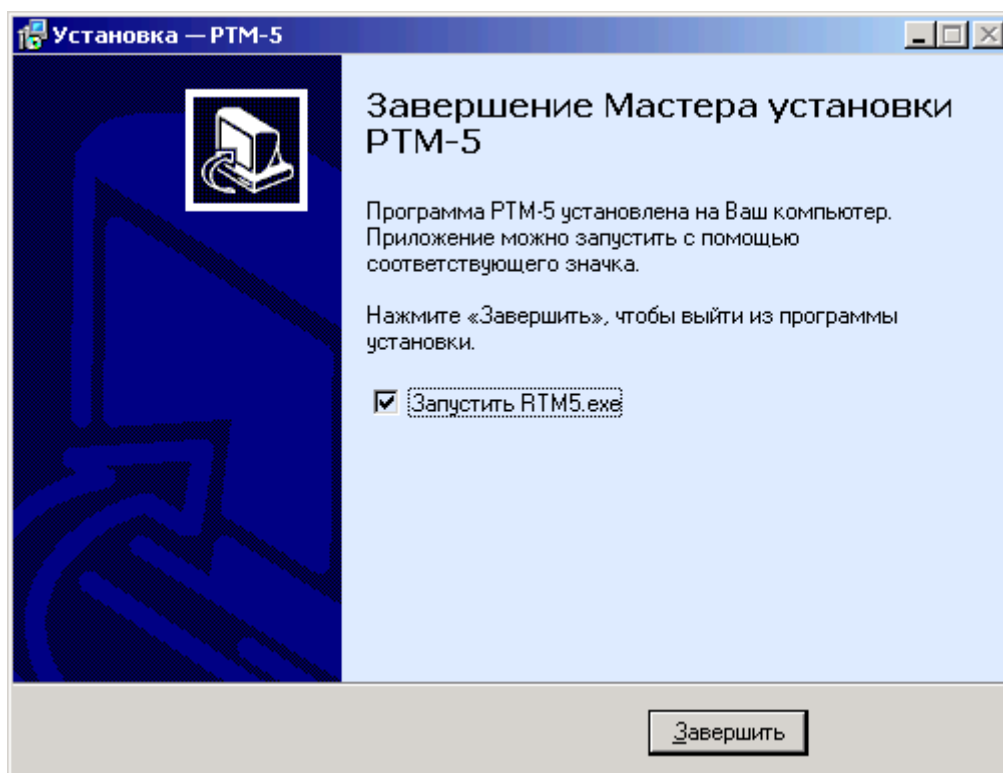 Установка — РТМ-5
Завершение Мастера установки
РТМ-5
Программа РТМ-5 установлена на Ваш компьютер.
Приложение можно запустить с помощью
соответствующего значка.
Нажмите «Завершить», чтобы выйти из программы
установки.
Запустить RTM5.exe
Завершить